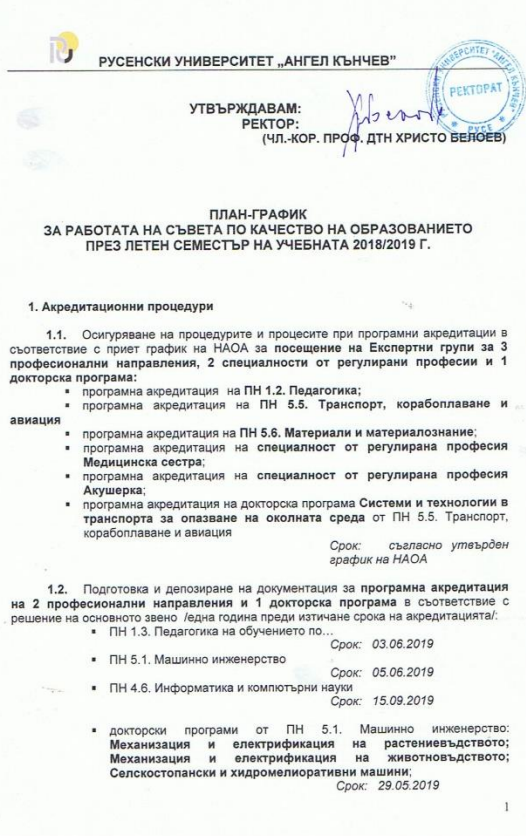 РУСЕНСКИ УНИВЕРСИТЕТ „АНГЕЛ КЪНЧЕВ”
УТВЪРЖДАВАМ:
РЕКТОР:
(ЧЛ.-КОР. ПРОФ. ДТН ХРИСТО БЕЛОЕВ)
РУСЕНСКИ УНИВЕРСИТЕТ "АНГЕЛ КЪНЧЕВ"
РЕКТОРАТ
* РУСЕ *
ПЛАН-ГРАФИК
ЗА РАБОТАТА НА СЪВЕТА ПО КАЧЕСТВО НА ОБРАЗОВАНИЕТО
ПРЕЗ ЛЕТЕН СЕМЕСТЪР НА УЧЕБНАТА 2018/2019 Г.
1. Акредитационни процедури
1.1. Осигуряване на процедурите и процесите при програмни акредитации в
съответствие с приет график на НАОА за посещение на Експертни групи за 3
професионални направления, 2 специалности от регулирани професии и 1
докторска програма:
▪ програмна акредитация на ПН 1.2. Педагогика;
▪ програмна акредитация на ПН 5.5. Транспорт, корабоплаване и
авиация
▪ програмна акредитация на ПН 5.6. Материали и материалознание;
▪ програмна акредитация на специалност от регулирана професия
Медицинска сестра;
▪ програмна акредитация на специалност от регулирана професия
Акушерка;
▪ програмна акредитация на докторска програма Системи и технологии в
транспорта за опазване на околната среда от ПН 5.5. Транспорт,
корабоплаване и авиация
Срок: съгласно утвърден
график на НАОА
1.2. Подготовка и депозиране на документация за програмна акредитация
на 2 професионални направления и 1 докторска програма в съответствие с
решение на основното звено /една година преди изтичане срока на акредитацията/:
▪ ПН 1.3. Педагогика на обучението по…
Срок: 03.06.2019
▪ ПН 5.1. Машинно инженерство
Срок: 05.06.2019
▪ ПН 4.6. Информатика и компютърни науки
Срок: 15.09.2019
▪ докторски програми от ПН 5.1. Машинно инженерство:
Механизация и електрификация на растениевъдството;
Механизация и електрификация на животновъдството;
Селскостопански и хидромелиоративни машини;
Срок: 29.05.2019
1